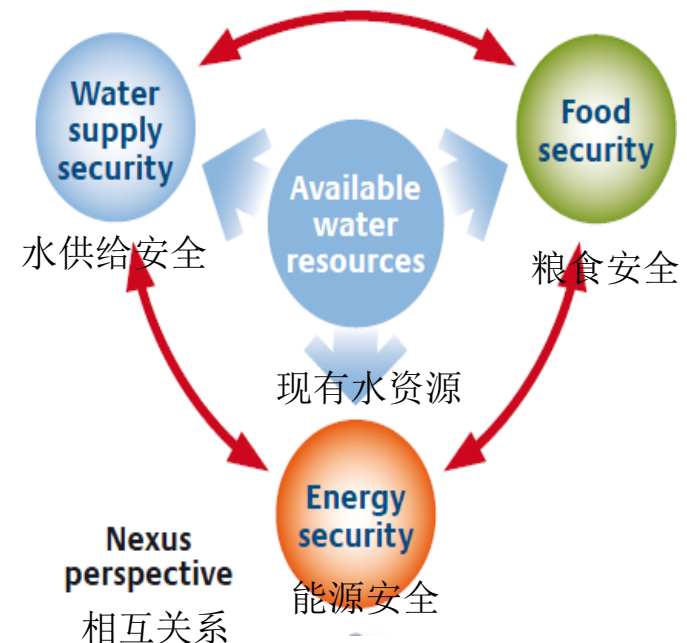 Water
supply
security
水供给安全
Food
security
粮食安全
Available
water
resources
现有水资源
Energy
security
能源安全
Nexus
perspective
相互关系